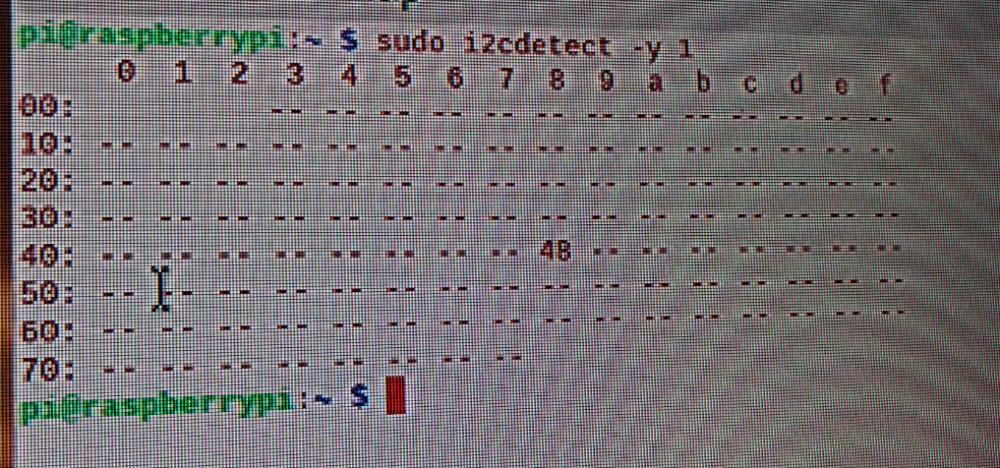 pi@raspberrypi:~ $ sudo i2cdetect -y 1
     0  1  2  3  4  5  6  7  8  9  a  b  c  d  e  f
00:          -- -- -- -- -- -- -- -- -- -- -- -- --
10: -- -- -- -- -- -- -- -- -- -- -- -- -- -- -- --
20: -- -- -- -- -- -- -- -- -- -- -- -- -- -- -- --
30: -- -- -- -- -- -- -- -- -- -- -- -- -- -- -- --
40: -- -- -- -- -- -- -- -- 48 -- -- -- -- -- -- --
50: -- -- -- -- -- -- -- -- -- -- -- -- -- -- -- --
60: -- -- -- -- -- -- -- -- -- -- -- -- -- -- -- --
70: -- -- -- -- -- -- -- --
pi@raspberrypi:~ $